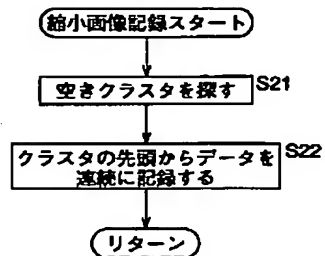 縮小画像記録スタート
空きクラスタを探す
S21
クラスタの先頭からデータを
連続に記録する
S22
リターン